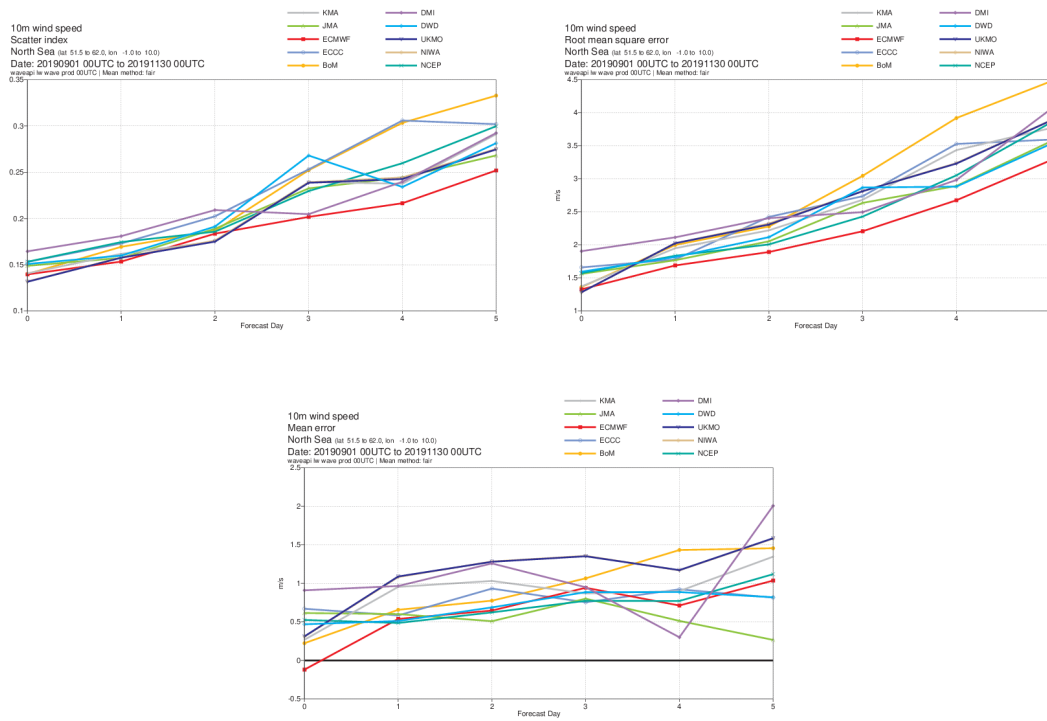 10m wind speed
Scatter index
North Sea (lat 51.5 to 62.0, lon -1.0 to 10.0)
Date: 20190901 00UTC to 20191130 00UTC
waveapi lw wave prod 00UTC | Mean method: fair
KMA
JMA
ECMWF
ECCC
BoM
DMI
DWD
UKMO
NIWA
NCEP
0.35
0.3
0.25
0.2
0.15
0.1
0 1 2 3 4 5
Forecast Day
10m wind speed
Root mean square error
North Sea (lat 51.5 to 62.0, lon -1.0 to 10.0)
Date: 20190901 00UTC to 20191130 00UTC
waveapi lw wave prod 00UTC | Mean method: fair
KMA
JMA
ECMWF
ECCC
BoM
DMI
DWD
UKMO
NIWA
NCEP
4.5
4
3.5
3
2.5
2
1.5
1
m/s
0 1 2 3 4 5
Forecast Day
10m wind speed
Mean error
North Sea (lat 51.5 to 62.0, lon -1.0 to 10.0)
Date: 20190901 00UTC to 20191130 00UTC
waveapi lw wave prod 00UTC | Mean method: fair
KMA
JMA
ECMWF
ECCC
BoM
DMI
DWD
UKMO
NIWA
NCEP
2.5
2
1.5
1
0.5
0
-0.5
m/s
0 1 2 3 4 5
Forecast Day